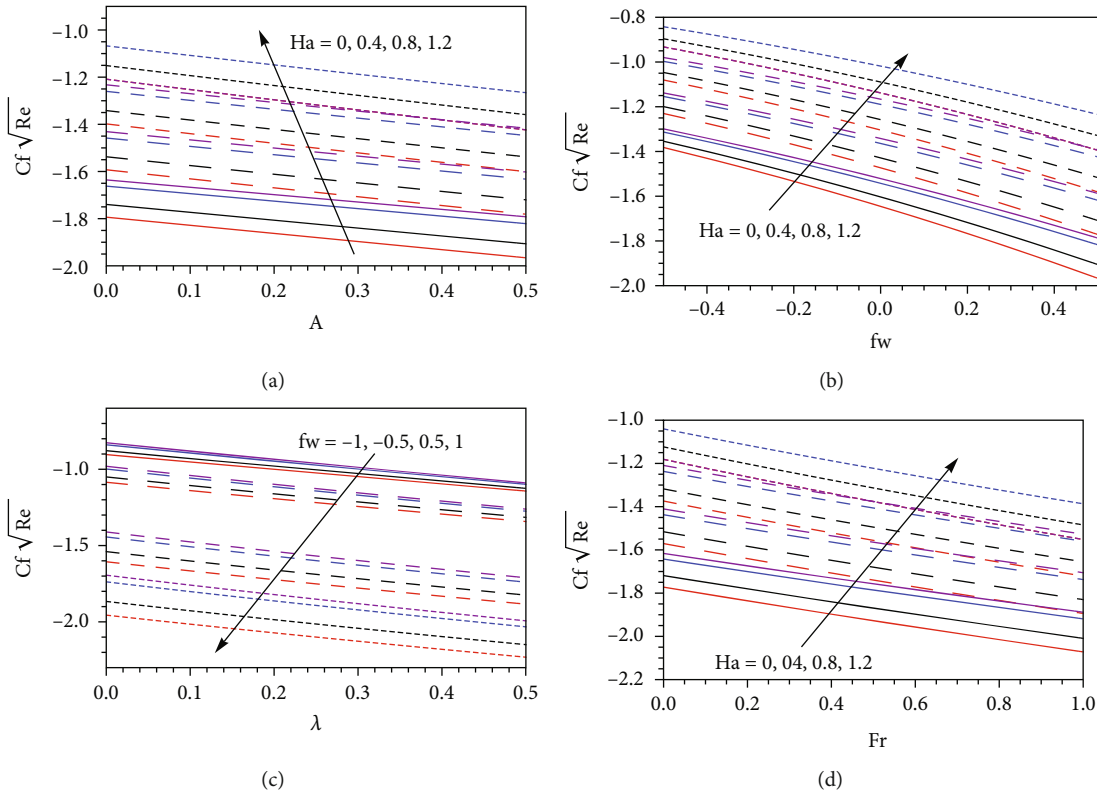 −1.0
−1.2
−1.4
−1.6
−1.8
−2.0
Cf √Re
Ha = 0, 0.4, 0.8, 1.2
0.0 0.1 0.2 0.3 0.4 0.5
A
(a)
−0.8
−1.0
−1.2
−1.4
−1.6
−1.8
−2.0
Cf √Re
Ha = 0, 0.4, 0.8, 1.2
−0.4 −0.2 0.0 0.2 0.4
fw
(b)
−1.0
−1.5
−2.0
Cf √Re
fw = −1, −0.5, 0.5, 1
0.0 0.1 0.2 0.3 0.4 0.5
λ
(c)
−1.0
−1.2
−1.4
−1.6
−1.8
−2.0
−2.2
Cf √Re
Ha = 0, 04, 0.8, 1.2
0.0 0.2 0.4 0.6 0.8 1.0
Fr
(d)